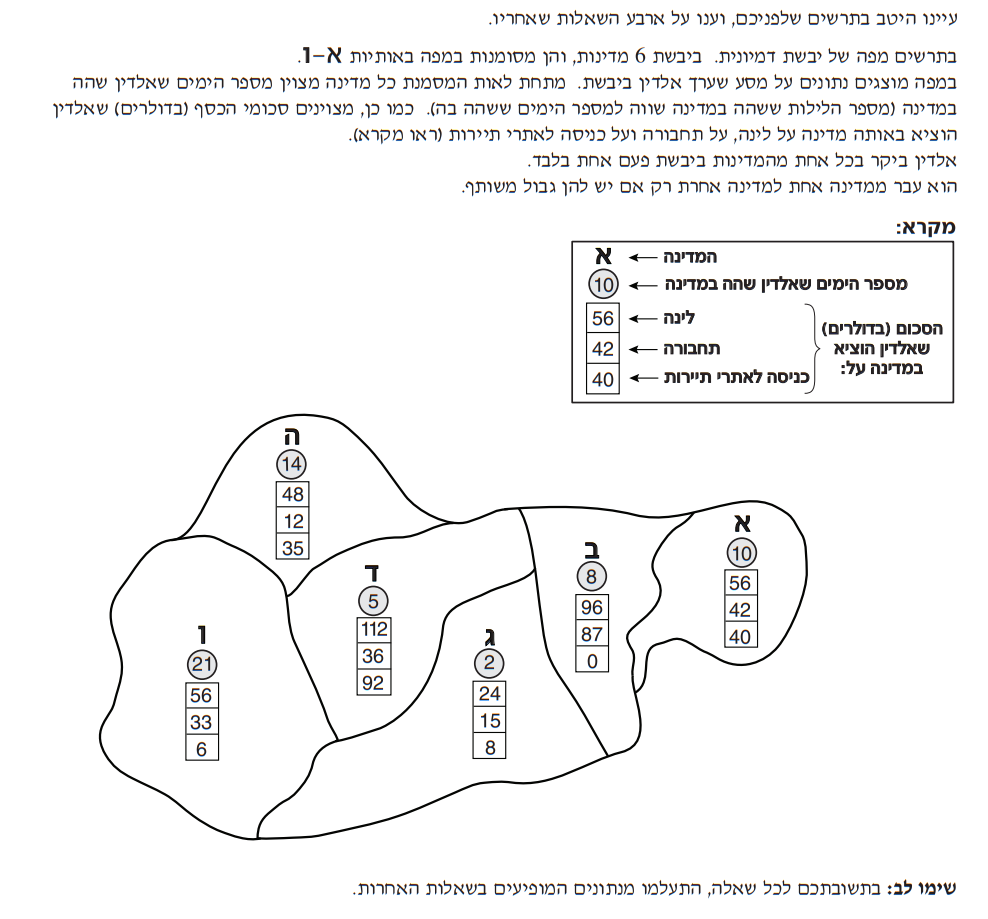 עיינו היטב בתרשים שלפניכם, וענו על ארבע השאלות שאחריו.
בתרשים מפה של יבשת דמיונית. ביבשת 6 מדינות, והן מסומנות במפה באותיות א–ו.
במפה מוצגים נתונים על מסע שערך אלדין ביבשת. מתחת לאות המסמנת כל מדינה מצוין מספר הימים שאלדין שהה
במדינה (מספר הלילות ששהה במדינה שווה למספר הימים ששהה בה). כמו כן, מצוינים סכומי הכסף (בדולרים) שאלדין
הוציא באותה מדינה על לינה, על תחבורה ועל כניסה לאתרי תיירות (ראו מקרא).
אלדין ביקר בכל אחת מהמדינות ביבשת פעם אחת בלבד.
הוא עבר ממדינה אחת למדינה אחרת רק אם יש להן גבול משותף.
מקרא:
א ← המדינה
10 ← מספר הימים שאלדין שהה במדינה
הסכום (בדולרים)
שאלדין הוציא
במדינה על:
56 ← לינה
42 ← תחבורה
40 ← כניסה לאתרי תיירות
א
10
56
42
40
ב
8
96
87
0
ג
2
24
15
8
ד
5
112
36
92
ה
14
48
12
35
ו
21
56
33
6
שימו לב: בתשובתכם לכל שאלה, התעלמו מנתונים המופיעים בשאלות האחרות.